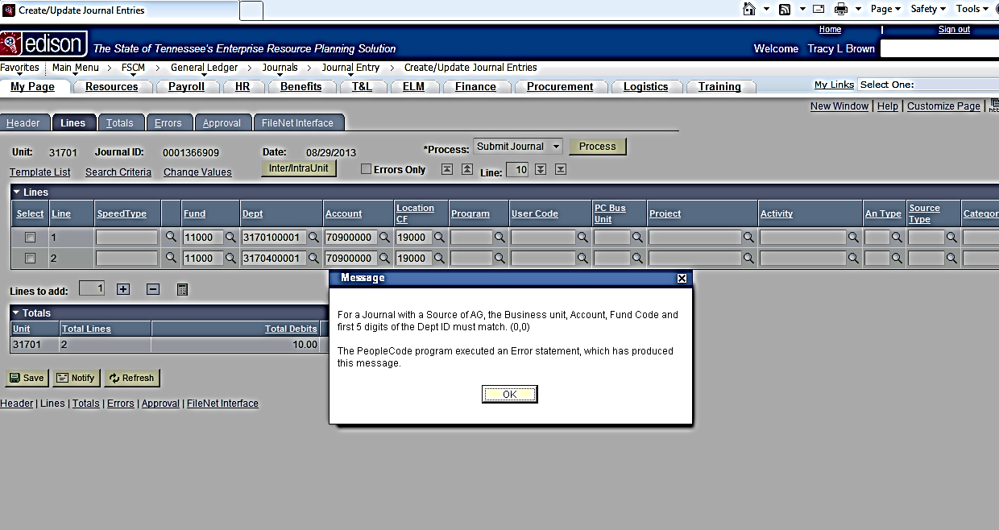 Create/Update Journal Entries
Page Safety Tools
Home Sign out
edison The State of Tennessee's Enterprise Resource Planning Solution Welcome Tracy L Brown
Favorites Main Menu > FSCM > General Ledger > Journals > Journal Entry > Create/Update Journal Entries
My Page Resources Payroll HR Benefits T&L ELM Finance Procurement Logistics Training My Links Select One:
New Window | Help | Customize Page |
Header Lines Totals Errors Approval FileNet Interface
Unit: 31701 Journal ID: 0001366909 Date: 08/29/2013 *Process: Submit Journal Process
Template List Search Criteria Change Values Inter/IntraUnit Errors Only Line: 10
Lines
Select Line SpeedType Fund Dept Account Location CF Program User Code PC Bus Unit Project Activity An Type Source Type Categor
1 11000 3170100001 70900000 19000
2 11000 3170400001 70900000 19000
Lines to add: 1 + -
Totals
Unit Total Lines Total Debits
31701 2 10.00
Save Notify Refresh
Header | Lines | Totals | Errors | Approval | FileNet Interface
Message
For a Journal with a Source of AG, the Business unit, Account, Fund Code and
first 5 digits of the Dept ID must match. (0,0)
The PeopleCode program executed an Error statement, which has produced
this message.
OK